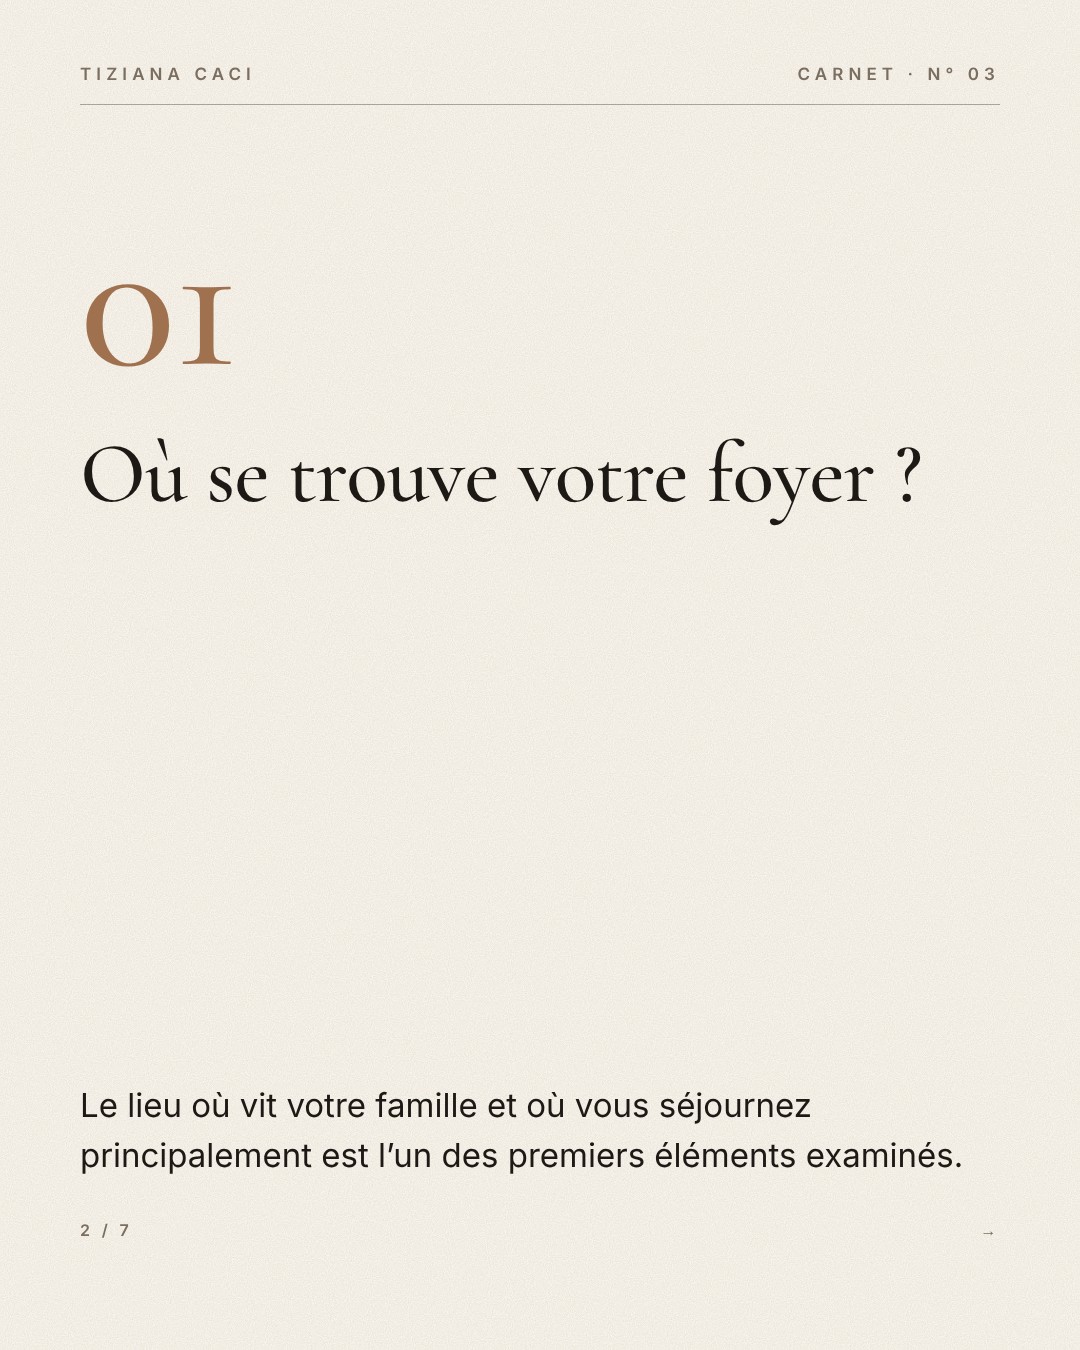 TIZIANA CACI
CARNET · N° 03
01
Où se trouve votre foyer ?
Le lieu où vit votre famille et où vous séjournez
principalement est l’un des premiers éléments examinés.
2 / 7
→